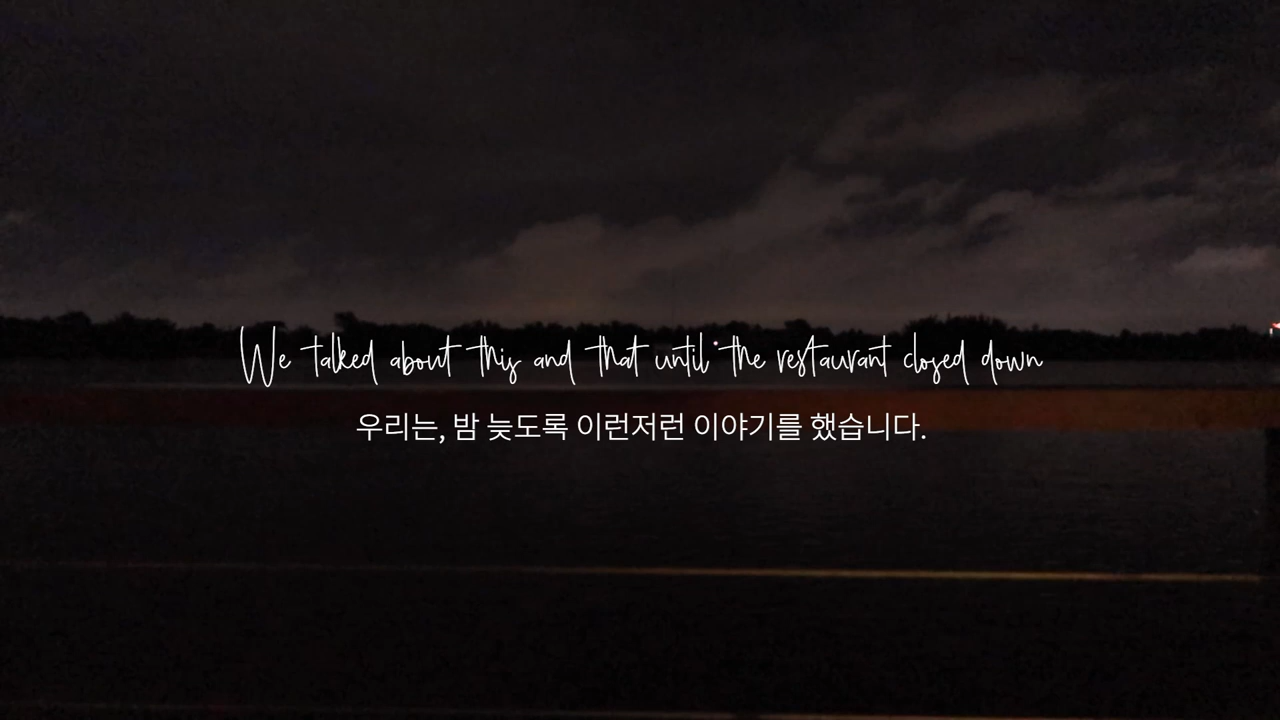 We talked about this and that until the restaurant closed down
우리는, 밤 늦도록 이런저런 이야기를 했습니다.